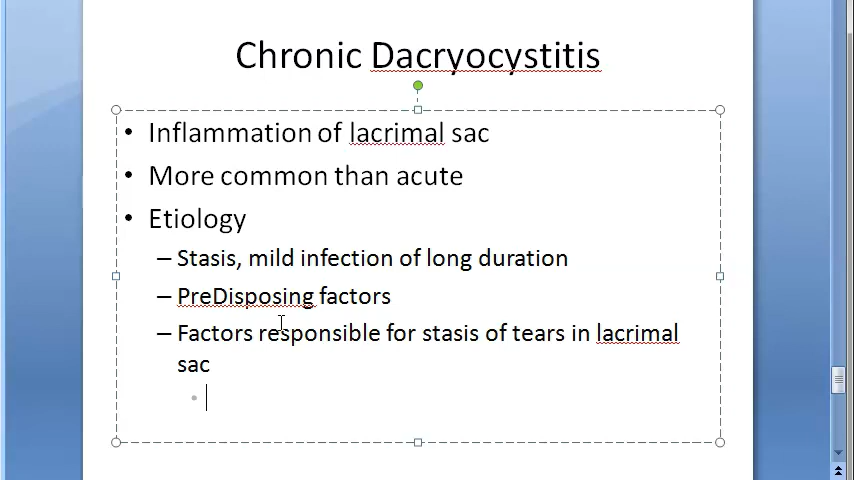 Chronic Dacryocystitis
• Inflammation of lacrimal sac
• More common than acute
• Etiology
– Stasis, mild infection of long duration
– PreDisposing factors
– Factors responsible for stasis of tears in lacrimal
sac